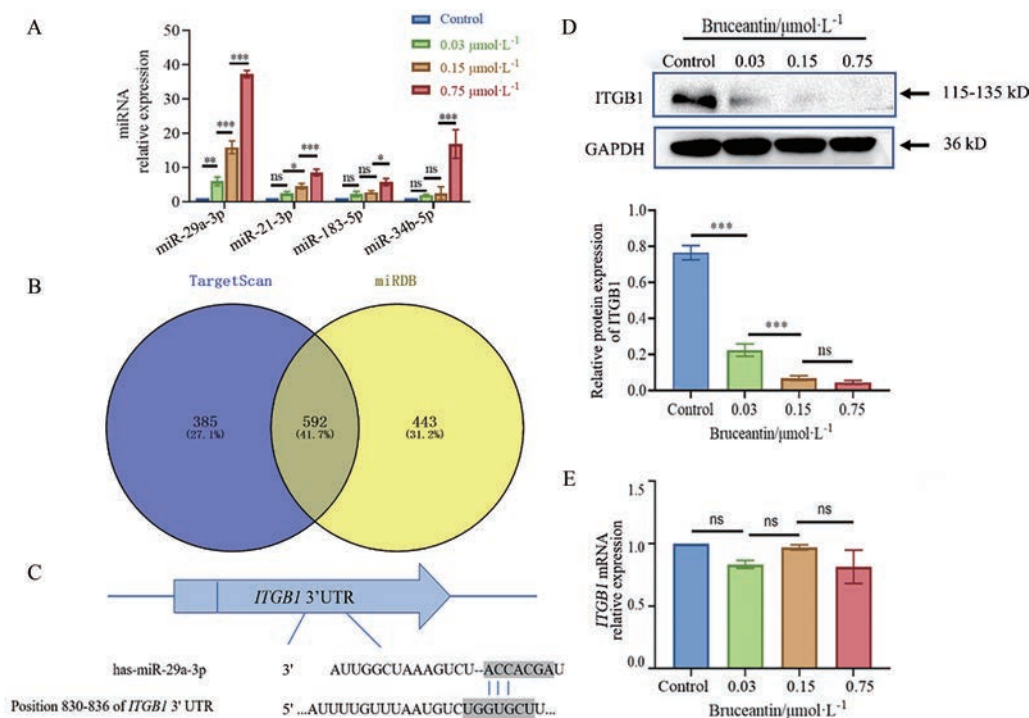 A
miRNA
relative expression
50
40
30
20
10
0
Control
0.03 μmol·L⁻¹
0.15 μmol·L⁻¹
0.75 μmol·L⁻¹
** *** ***
ns * ***
ns ns *
ns ns ***
miR-29a-3p
miR-21-3p
miR-183-5p
miR-34b-5p
B
TargetScan
miRDB
385
(27.1%)
592
(41.7%)
443
(31.2%)
C
ITGB1 3'UTR
has-miR-29a-3p 3' AUUGGCUAAAGUCU--ACCACGAU
Position 830-836 of ITGB1 3' UTR 5' ...AUUUUGUUUAAUGUCUGGUGCUU...
D
Bruceantin/μmol·L⁻¹
Control 0.03 0.15 0.75
ITGB1
115-135 kD
GAPDH
36 kD
Relative protein expression
of ITGB1
0.8
0.6
0.4
0.2
0.0
***
***
ns
Control 0.03 0.15 0.75
Bruceantin/μmol·L⁻¹
E
ITGB1 mRNA
relative expression
1.5
1.0
0.5
0.0
ns ns ns
Control 0.03 0.15 0.75
Bruceantin/μmol·L⁻¹